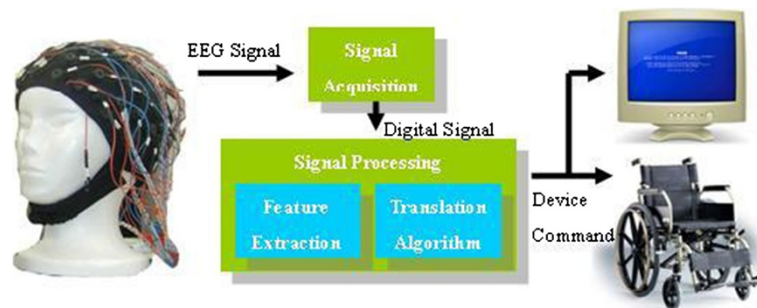 EEG Signal
Signal
Acquisition
Digital Signal
Signal Processing
Feature
Extraction
Translation
Algorithm
Device
Command